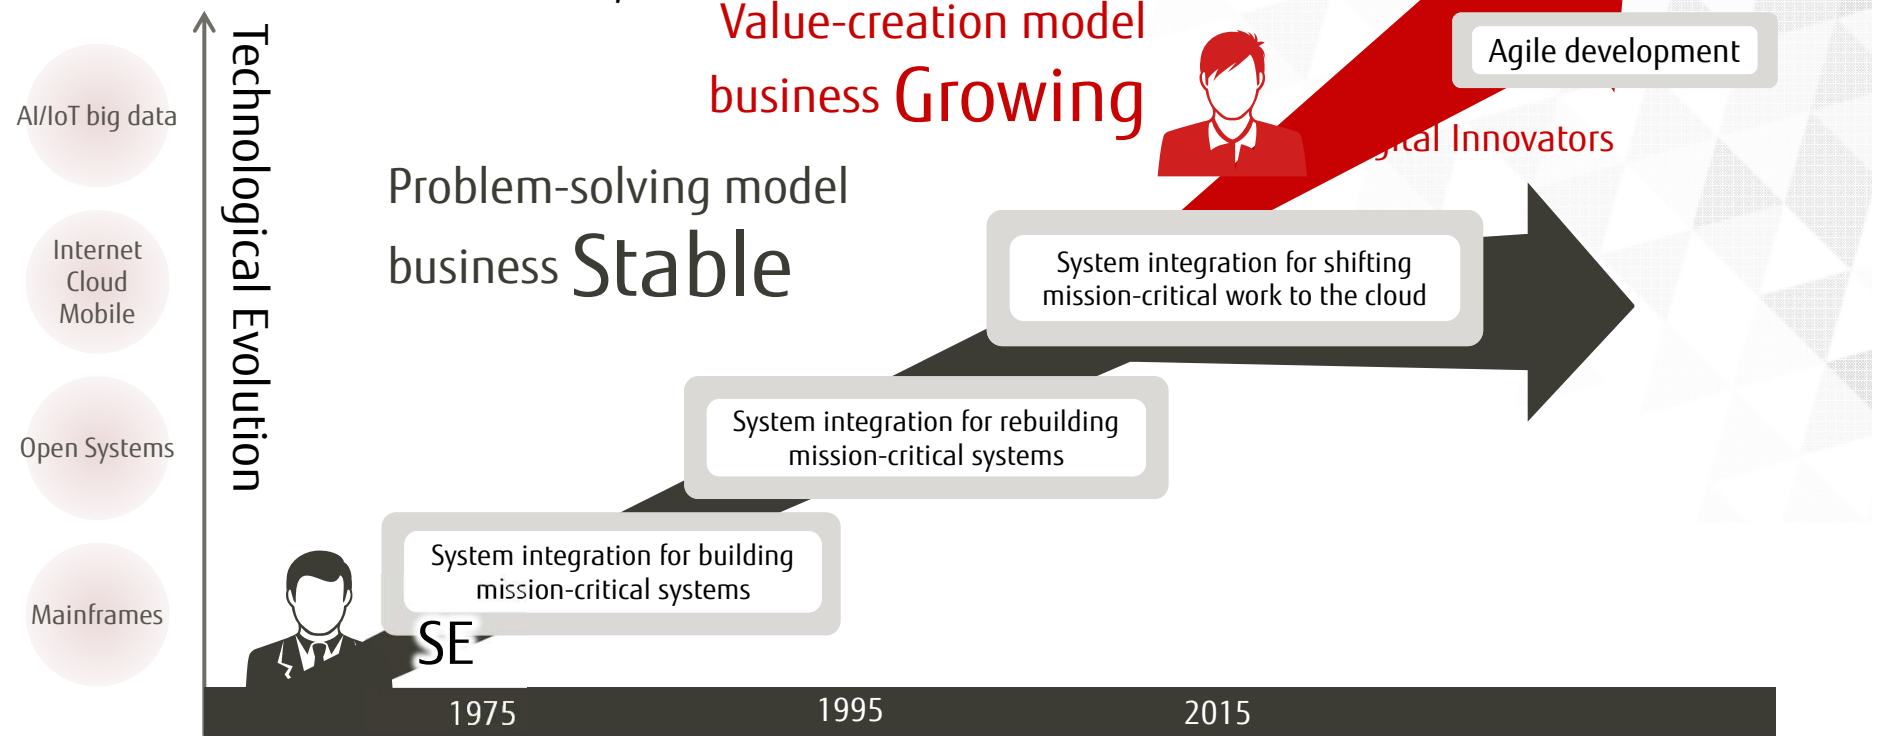 Value-creation model
business Growing
Agile development
Innovators
Problem-solving model
business Stable
AI/IoT big data
Internet
Cloud
Mobile
Open Systems
Mainframes
Technological Evolution
System integration for shifting
mission-critical work to the cloud
System integration for rebuilding
mission-critical systems
System integration for building
mission-critical systems
SE
1975
1995
2015